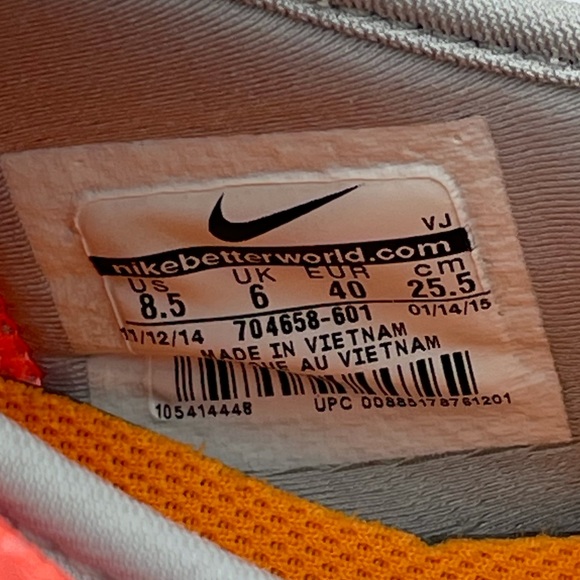 VJ
nikebetterworld.com
US UK EUR cm
8.5 6 40 25.5
11/12/14 704658-601 01/14/15
MADE IN VIETNAM
AU VIETNAM
105414448 UPC 00885178761201